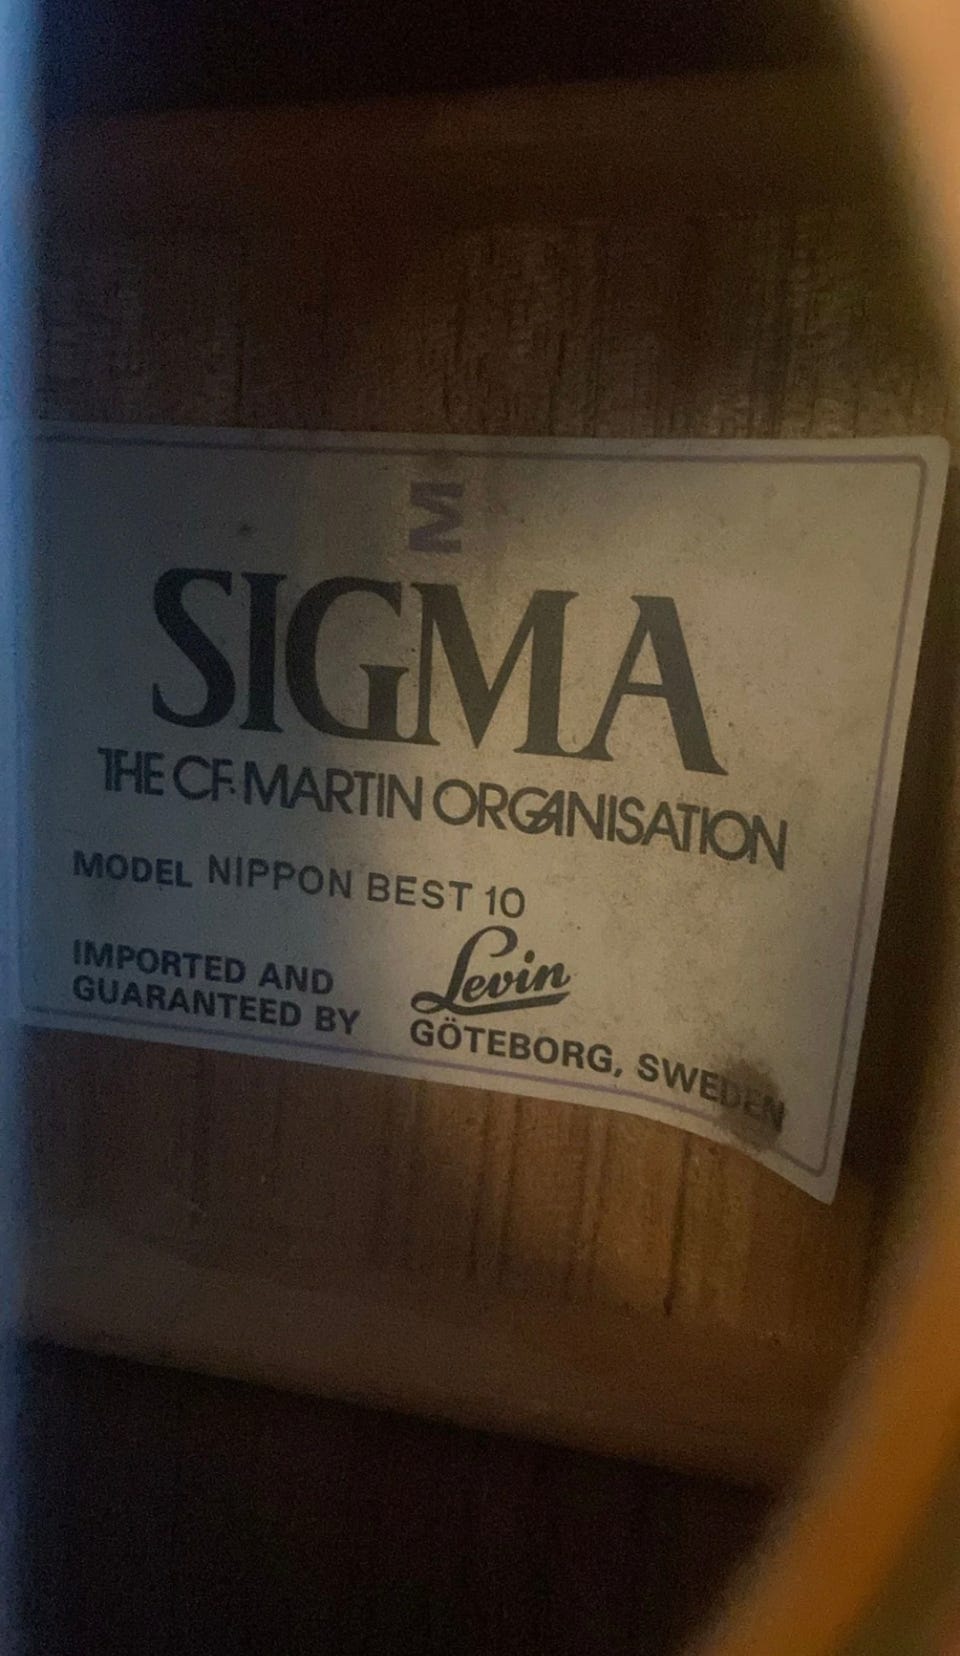 Σ
SIGMA
THE C.F. MARTIN ORGANISATION
MODEL NIPPON BEST 10
IMPORTED AND
GUARANTEED BY
Levin
GÖTEBORG, SWEDEN